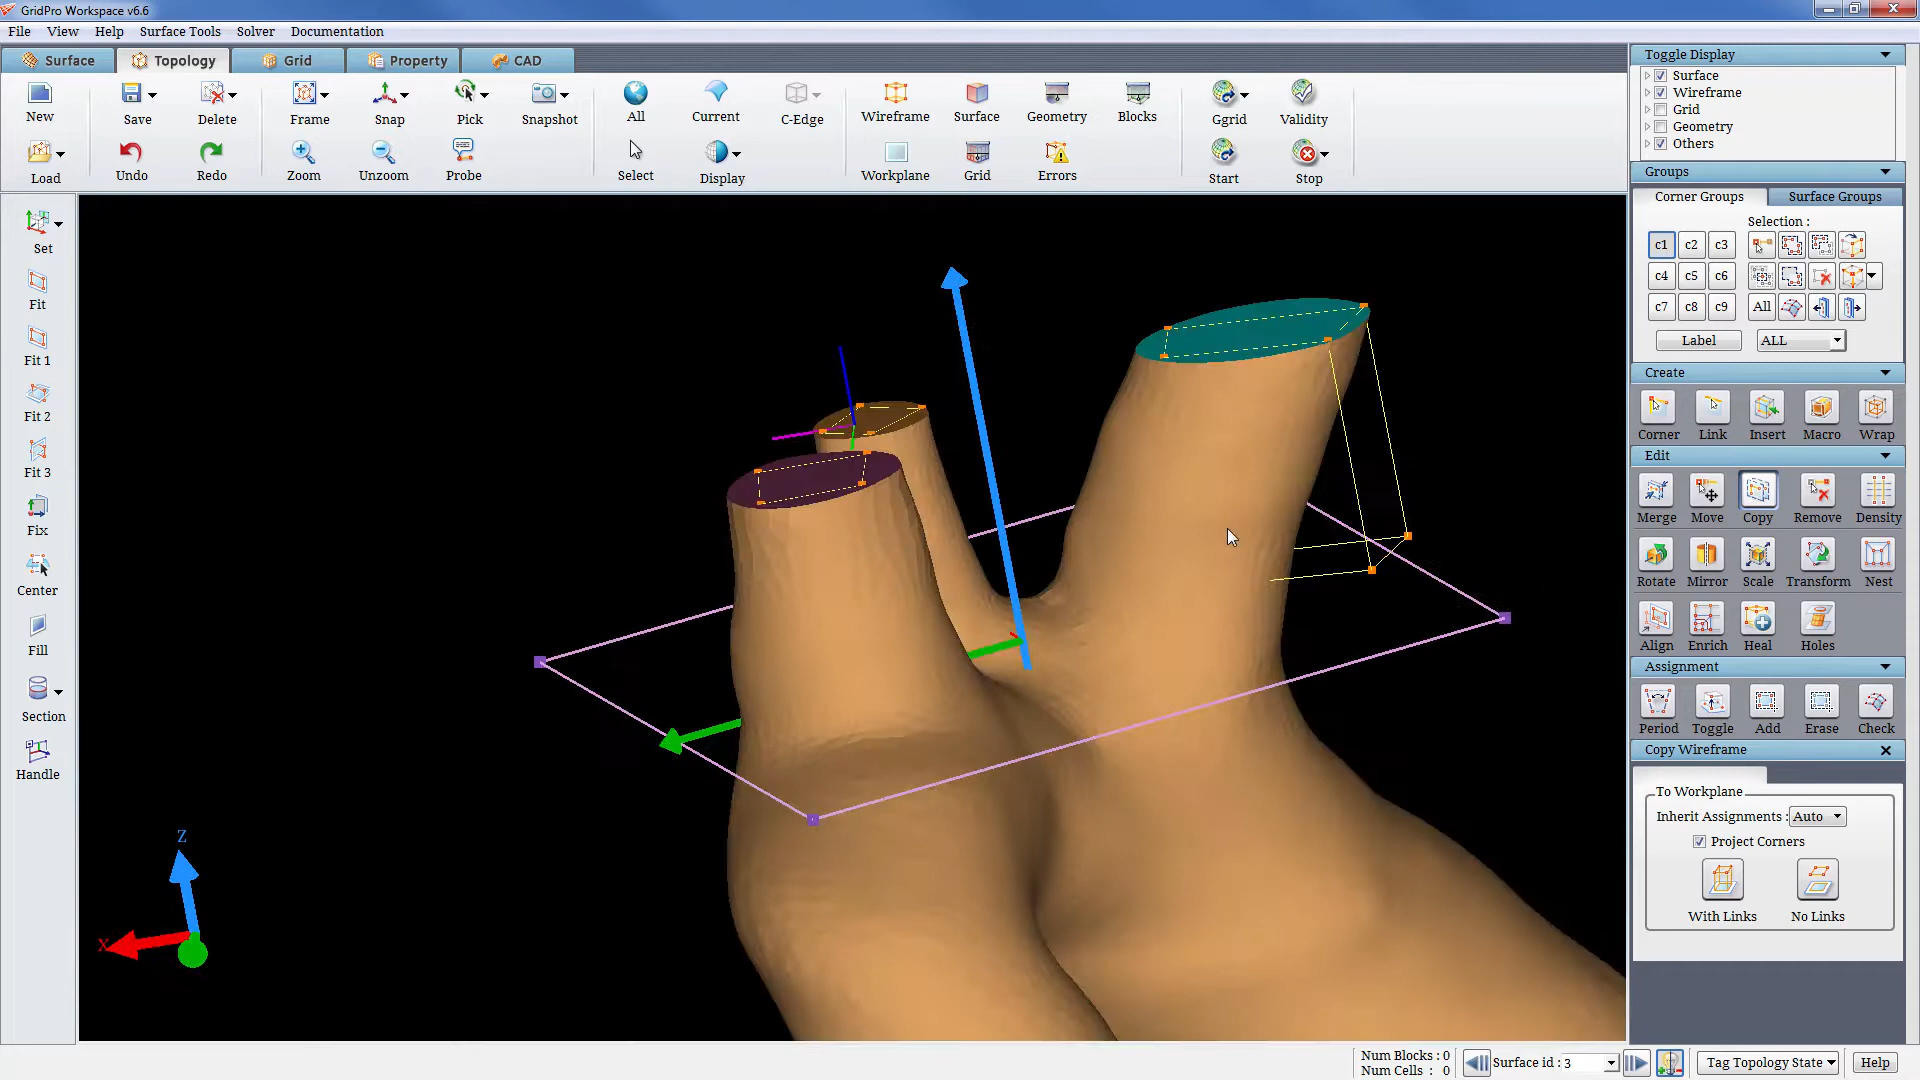 GridPro Workspace v6.6
File View Help Surface Tools Solver Documentation
Surface Topology Grid Property CAD
New Save Delete Frame Snap Pick Snapshot All Current C-Edge Wireframe Surface Geometry Blocks Ggrid Validity
Load Undo Redo Zoom Unzoom Probe Select Display Workplane Grid Errors Start Stop
Set
Fit
Fit 1
Fit 2
Fit 3
Fix
Center
Fill
Section
Handle
Z
X
Toggle Display
Surface
Wireframe
Grid
Geometry
Others
Groups
Corner Groups Surface Groups
Selection :
c1 c2 c3
c4 c5 c6
c7 c8 c9 All
Label ALL
Create
Corner Link Insert Macro Wrap
Edit
Merge Move Copy Remove Density
Rotate Mirror Scale Transform Nest
Align Enrich Heal Holes
Assignment
Period Toggle Add Erase Check
Copy Wireframe
To Workplane
Inherit Assignments : Auto
Project Corners
With Links No Links
Num Blocks : 0
Num Cells : 0
Surface id : 3
Tag Topology State
Help